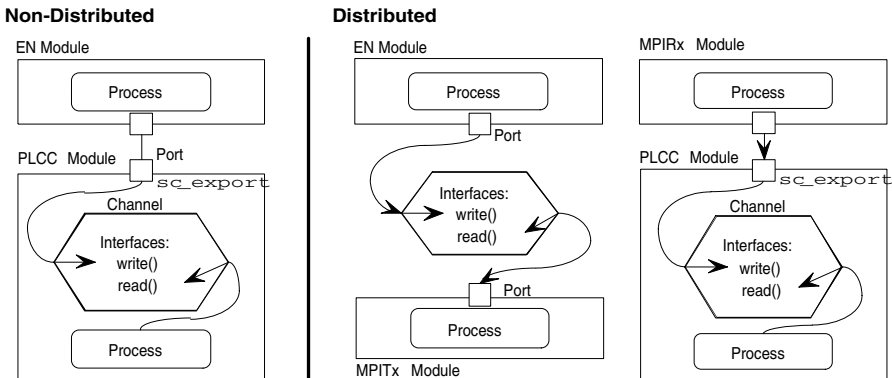 Non-Distributed
EN Module
Process
PLCC Module
Port
sc_export
Channel
Interfaces:
write()
read()
Process
Distributed
EN Module
Process
Port
Interfaces:
write()
read()
Port
Process
MPITx Module
MPIRx Module
Process
PLCC Module
sc_export
Channel
Interfaces:
write()
read()
Process